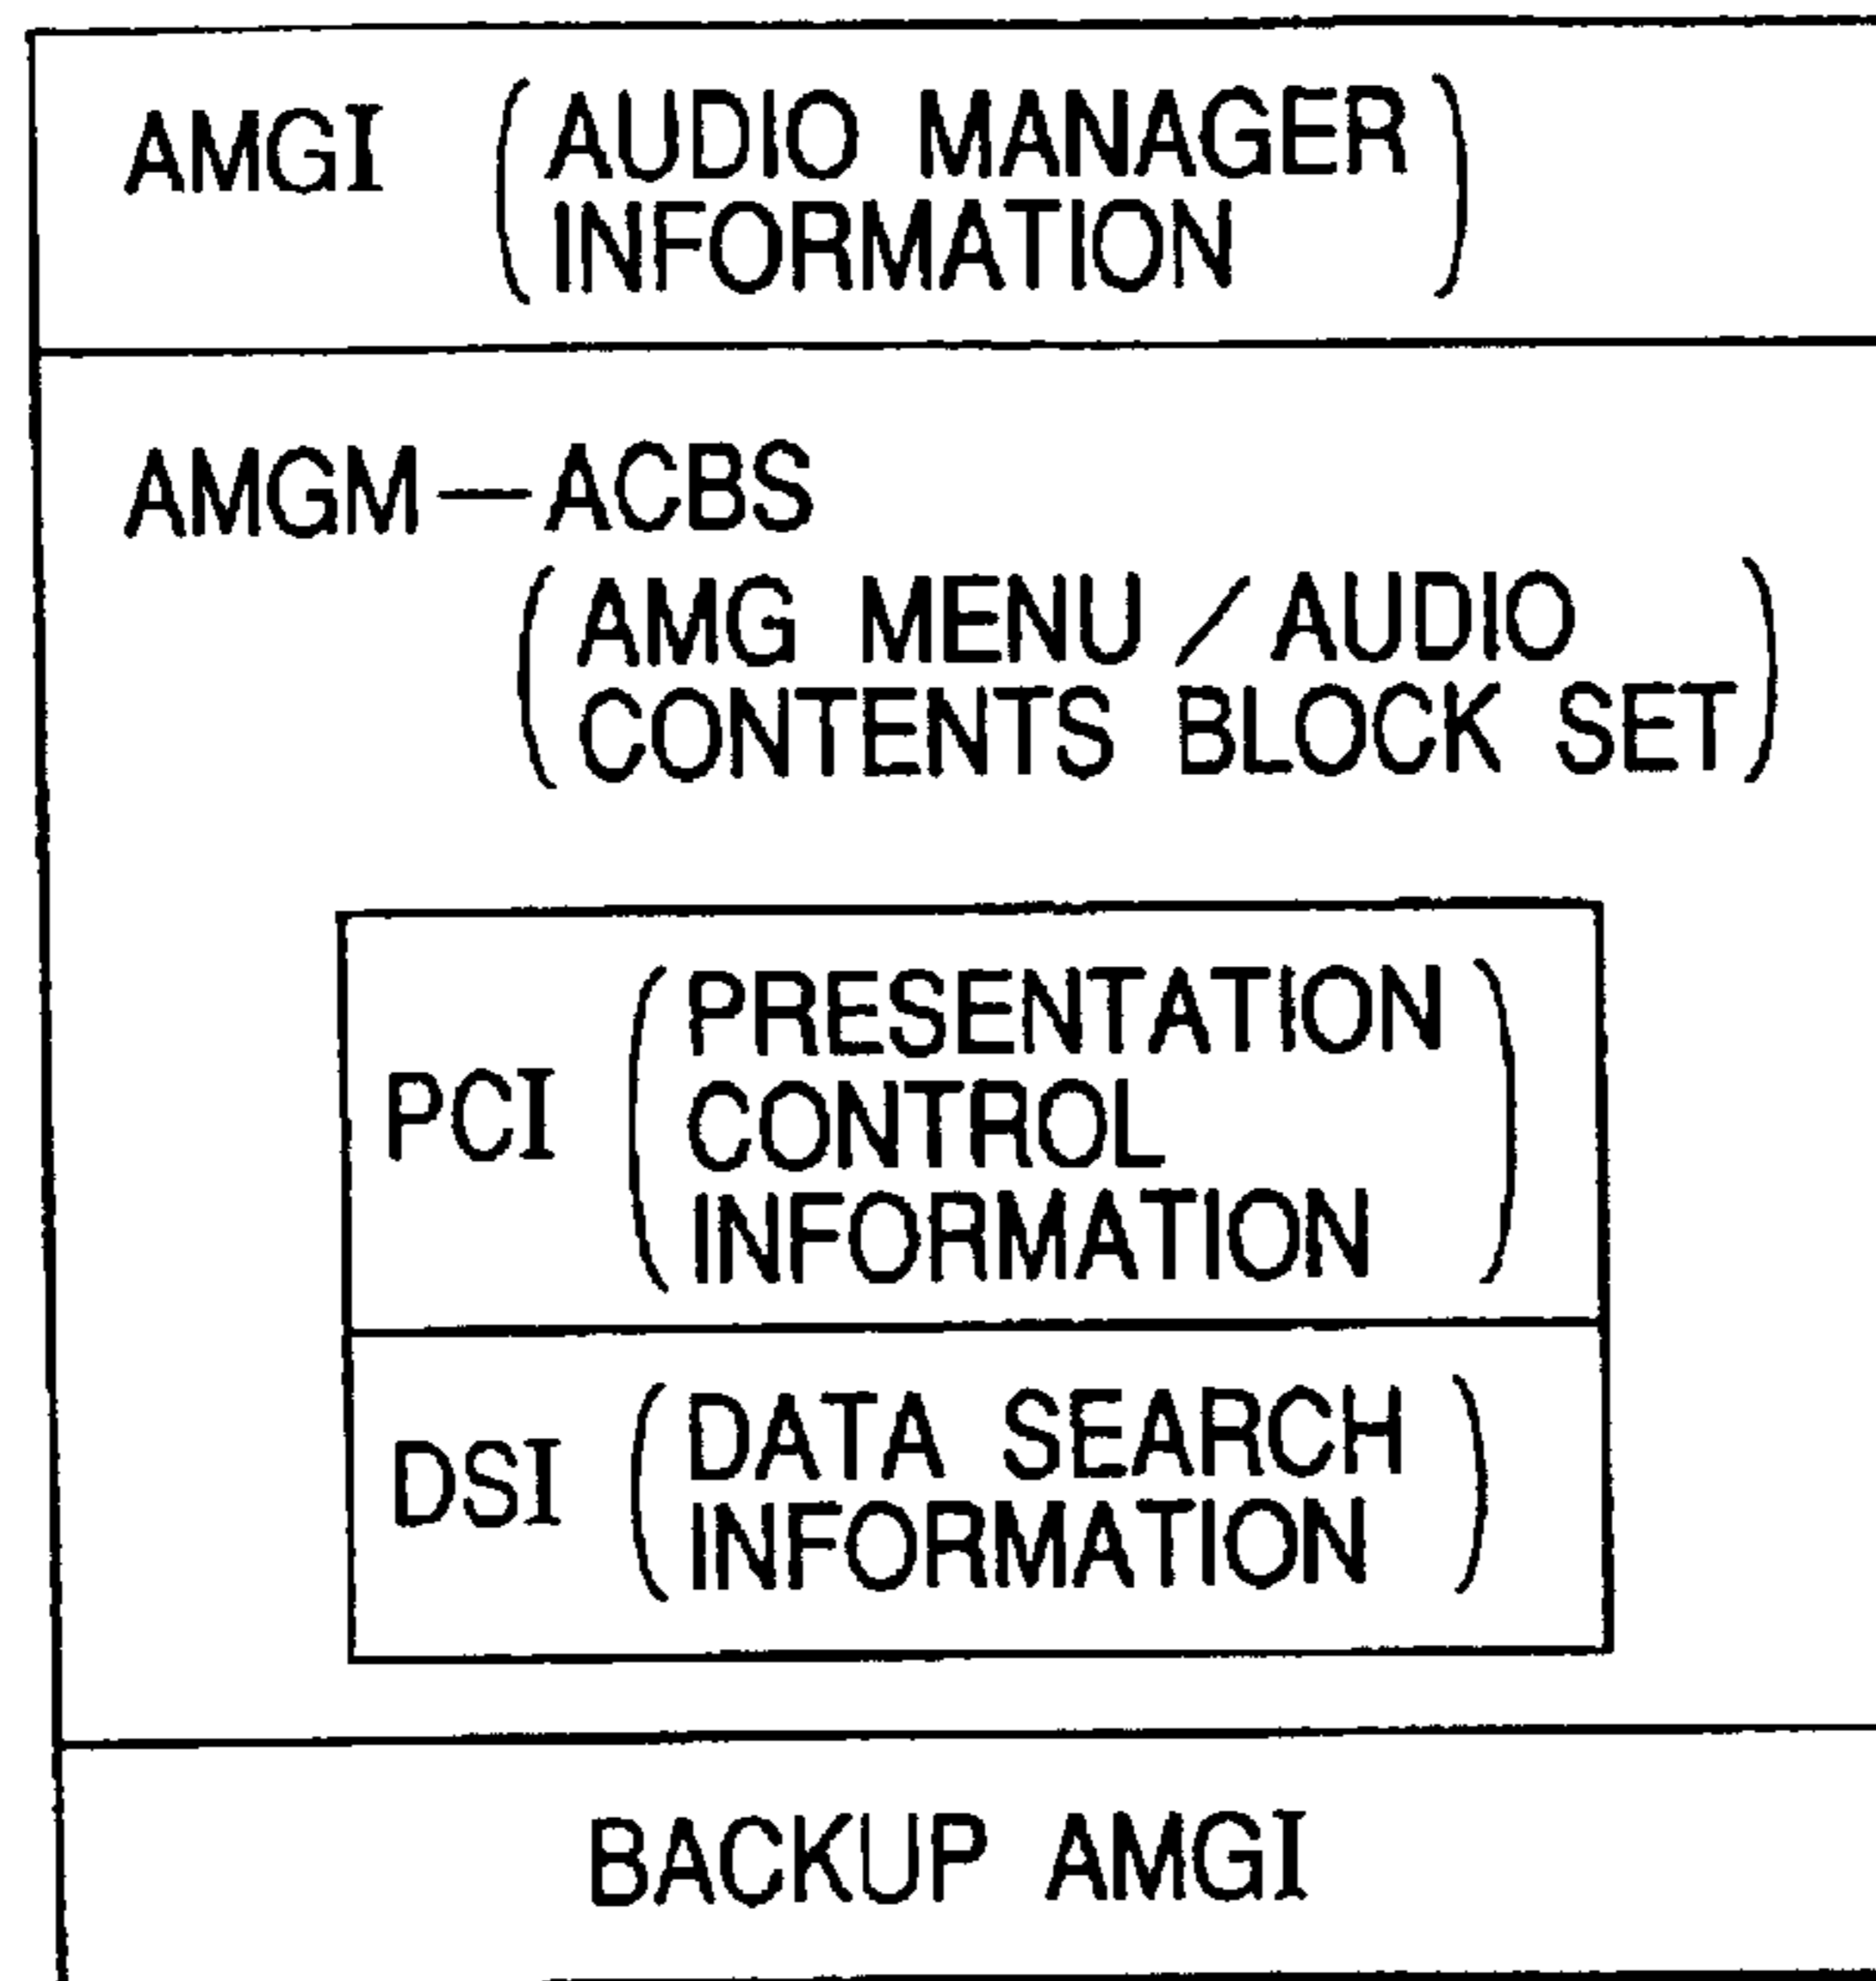 AMGI (AUDIO MANAGER
INFORMATION)
AMGM—ACBS
(AMG MENU/AUDIO
CONTENTS BLOCK SET)
PCI (PRESENTATION
CONTROL
INFORMATION)
DSI (DATA SEARCH
INFORMATION)
BACKUP AMGI